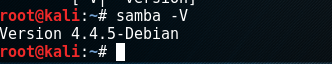 root@kali:~# samba -V
Version 4.4.5-Debian
root@kali:~#